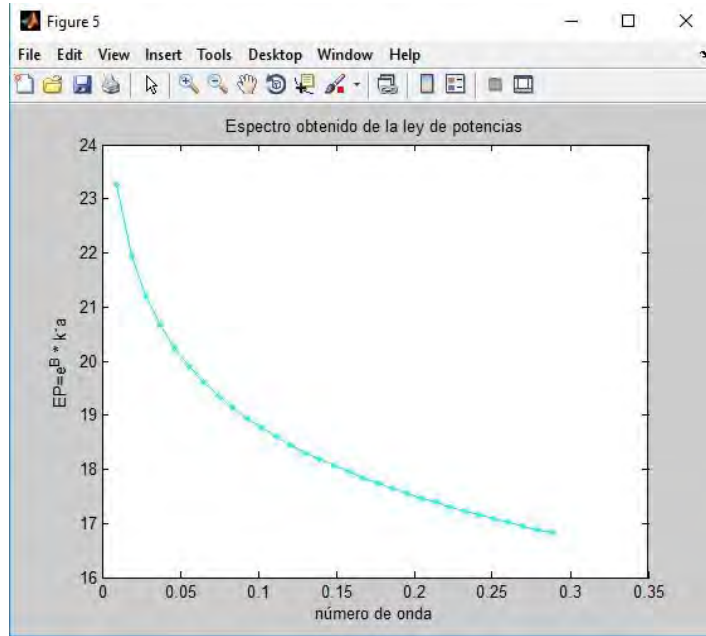 Figure 5
File Edit View Insert Tools Desktop Window Help
Espectro obtenido de la ley de potencias
24
23
22
21
20
19
18
17
16
EP=e^B * k^-a
0 0.05 0.1 0.15 0.2 0.25 0.3 0.35
número de onda